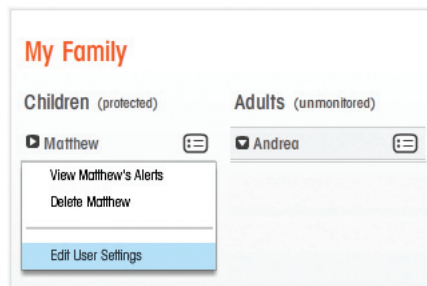 My Family
Children (protected)
Adults (unmonitored)
Matthew
Andrea
View Matthew's Alerts
Delete Matthew
Edit User Settings